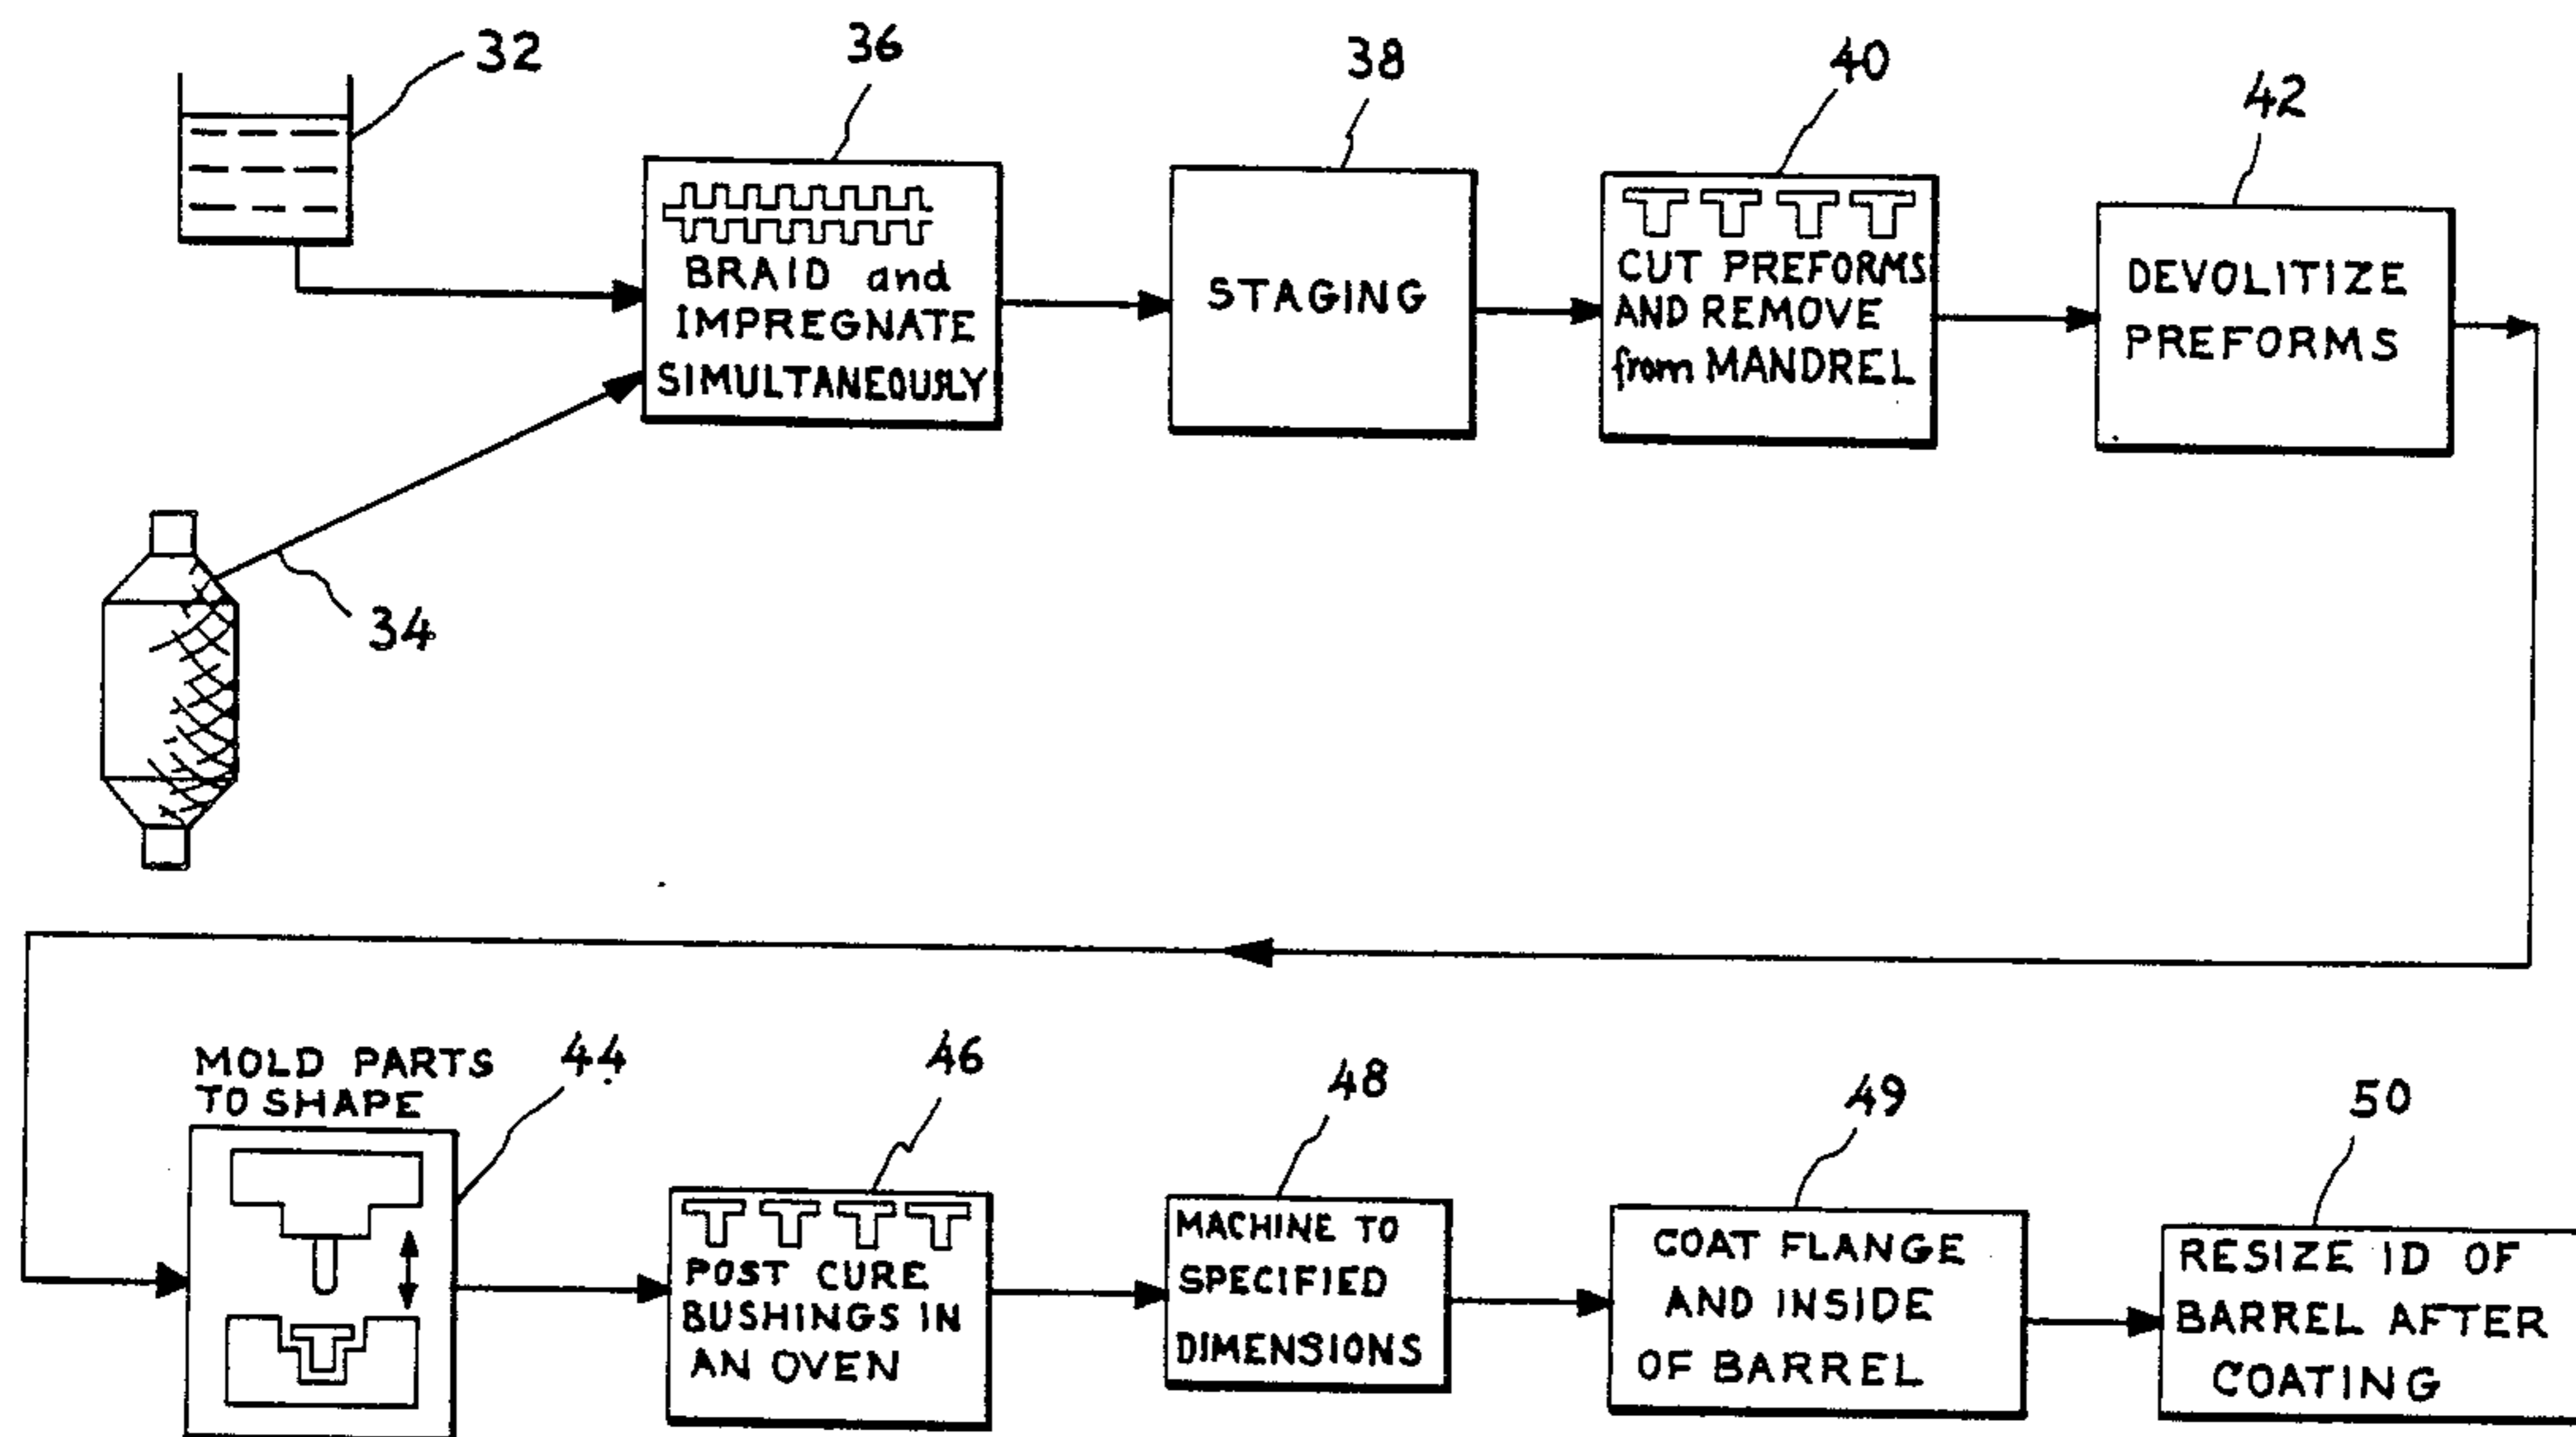 32
36
38
40
42
BRAID and
IMPREGNATE
SIMULTANEOUSLY
STAGING
CUT PREFORMS
AND REMOVE
from MANDREL
DEVOLITIZE
PREFORMS
34
MOLD PARTS
TO SHAPE
44
46
48
49
50
POST CURE
BUSHINGS IN
AN OVEN
MACHINE TO
SPECIFIED
DIMENSIONS
COAT FLANGE
AND INSIDE
OF BARREL
RESIZE ID OF
BARREL AFTER
COATING